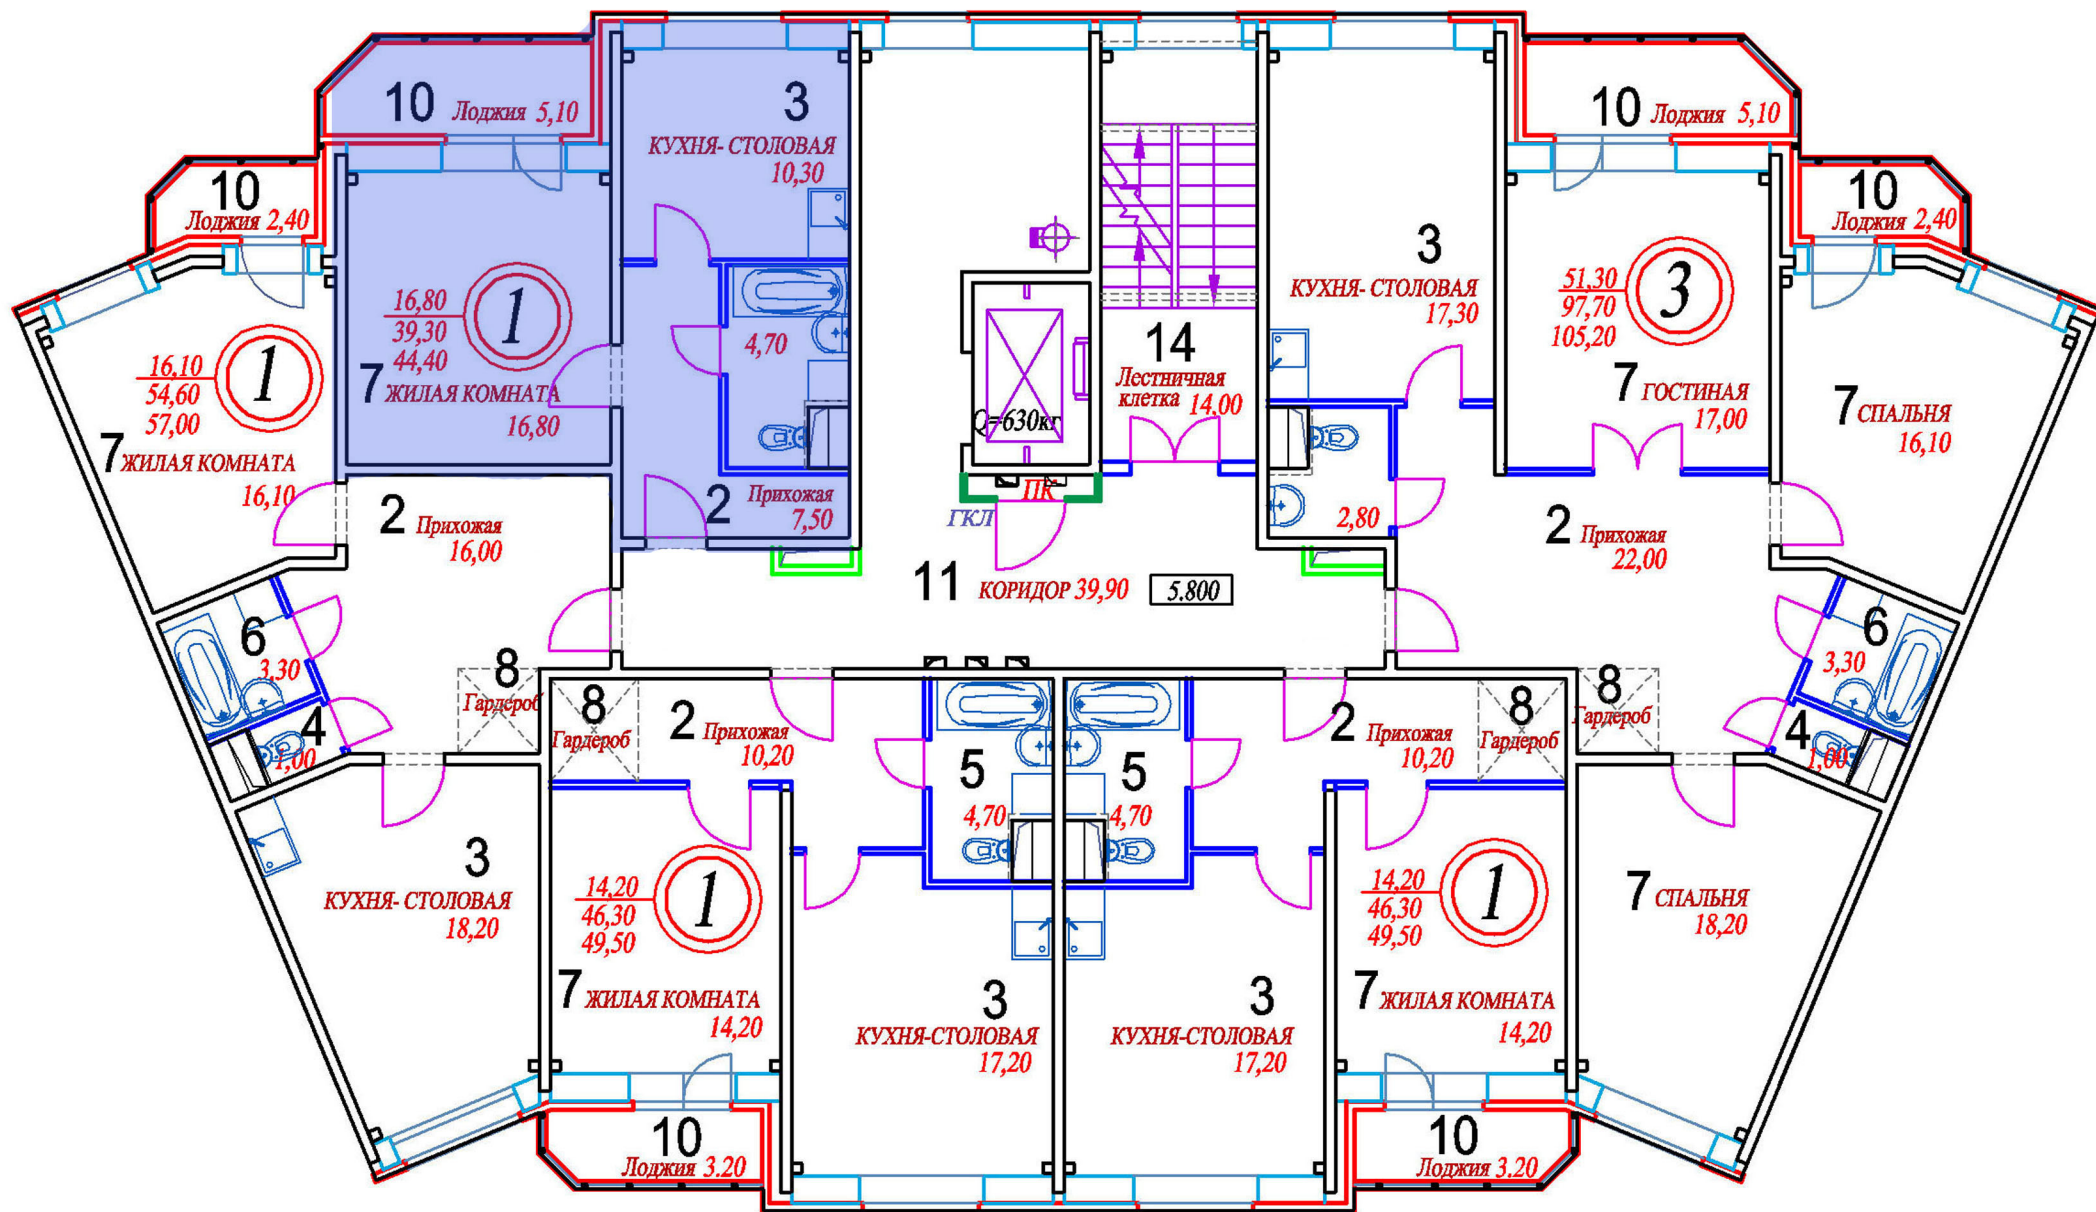 10 Лоджия 5,10
3
КУХНЯ- СТОЛОВАЯ
10,30
10 Лоджия 5,10
10
Лоджия 2,40
10
Лоджия 2,40
16,80
39,30
44,40
1
7 ЖИЛАЯ КОМНАТА
16,80
4,70
2 Прихожая
7,50
16,10
54,60
57,00
1
7 ЖИЛАЯ КОМНАТА
16,10
Q=630кг
14
Лестничная
клетка 14,00
ПК
ГКЛ
3
КУХНЯ- СТОЛОВАЯ
17,30
51,30
97,70
105,20
3
7 ГОСТИНАЯ
17,00
7 СПАЛЬНЯ
16,10
2 Прихожая
16,00
2,80
2 Прихожая
22,00
11 КОРИДОР 39,90
5.800
6
3,30
4
1,00
8
Гардероб
8
Гардероб
2 Прихожая
10,20
5
4,70
5
4,70
2 Прихожая
10,20
8
Гардероб
8
Гардероб
6
3,30
4
1,00
3
КУХНЯ- СТОЛОВАЯ
18,20
14,20
46,30
49,50
1
7 ЖИЛАЯ КОМНАТА
14,20
3
КУХНЯ-СТОЛОВАЯ
17,20
3
КУХНЯ-СТОЛОВАЯ
17,20
14,20
46,30
49,50
1
7 ЖИЛАЯ КОМНАТА
14,20
7 СПАЛЬНЯ
18,20
10
Лоджия 3.20
10
Лоджия 3.20